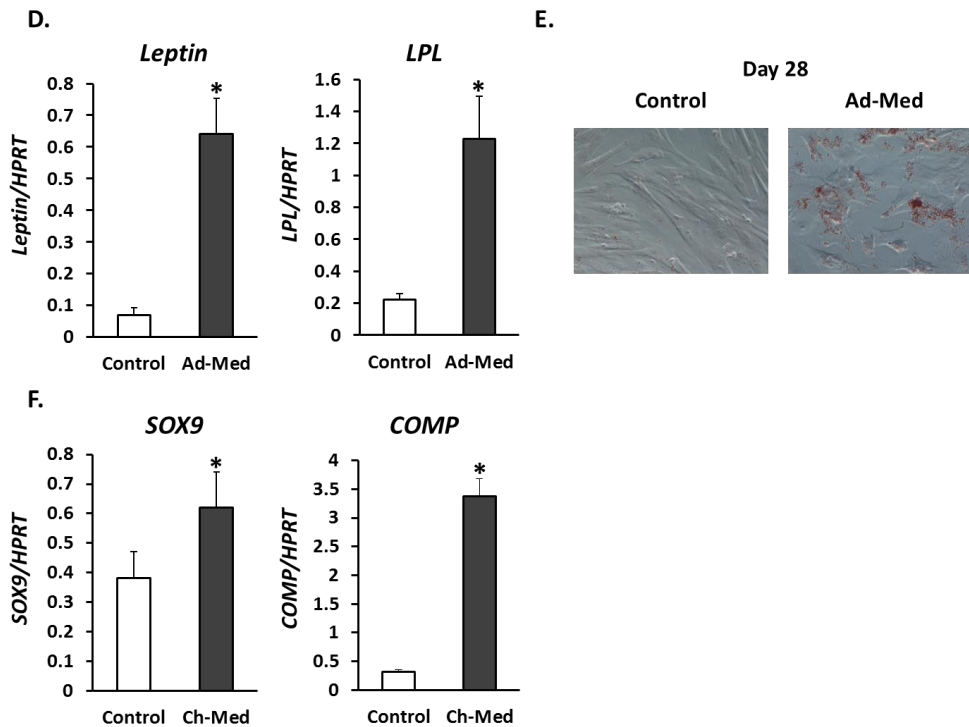 D.
Leptin
Leptin/HPRT
0.8
0.7
0.6
0.5
0.4
0.3
0.2
0.1
0
*
Control Ad-Med
LPL
LPL/HPRT
1.6
1.4
1.2
1
0.8
0.6
0.4
0.2
0
*
Control Ad-Med
E.
Day 28
Control Ad-Med
F.
SOX9
SOX9/HPRT
0.8
0.7
0.6
0.5
0.4
0.3
0.2
0.1
0
*
Control Ch-Med
COMP
COMP/HPRT
4
3.5
3
2.5
2
1.5
1
0.5
0
*
Control Ch-Med